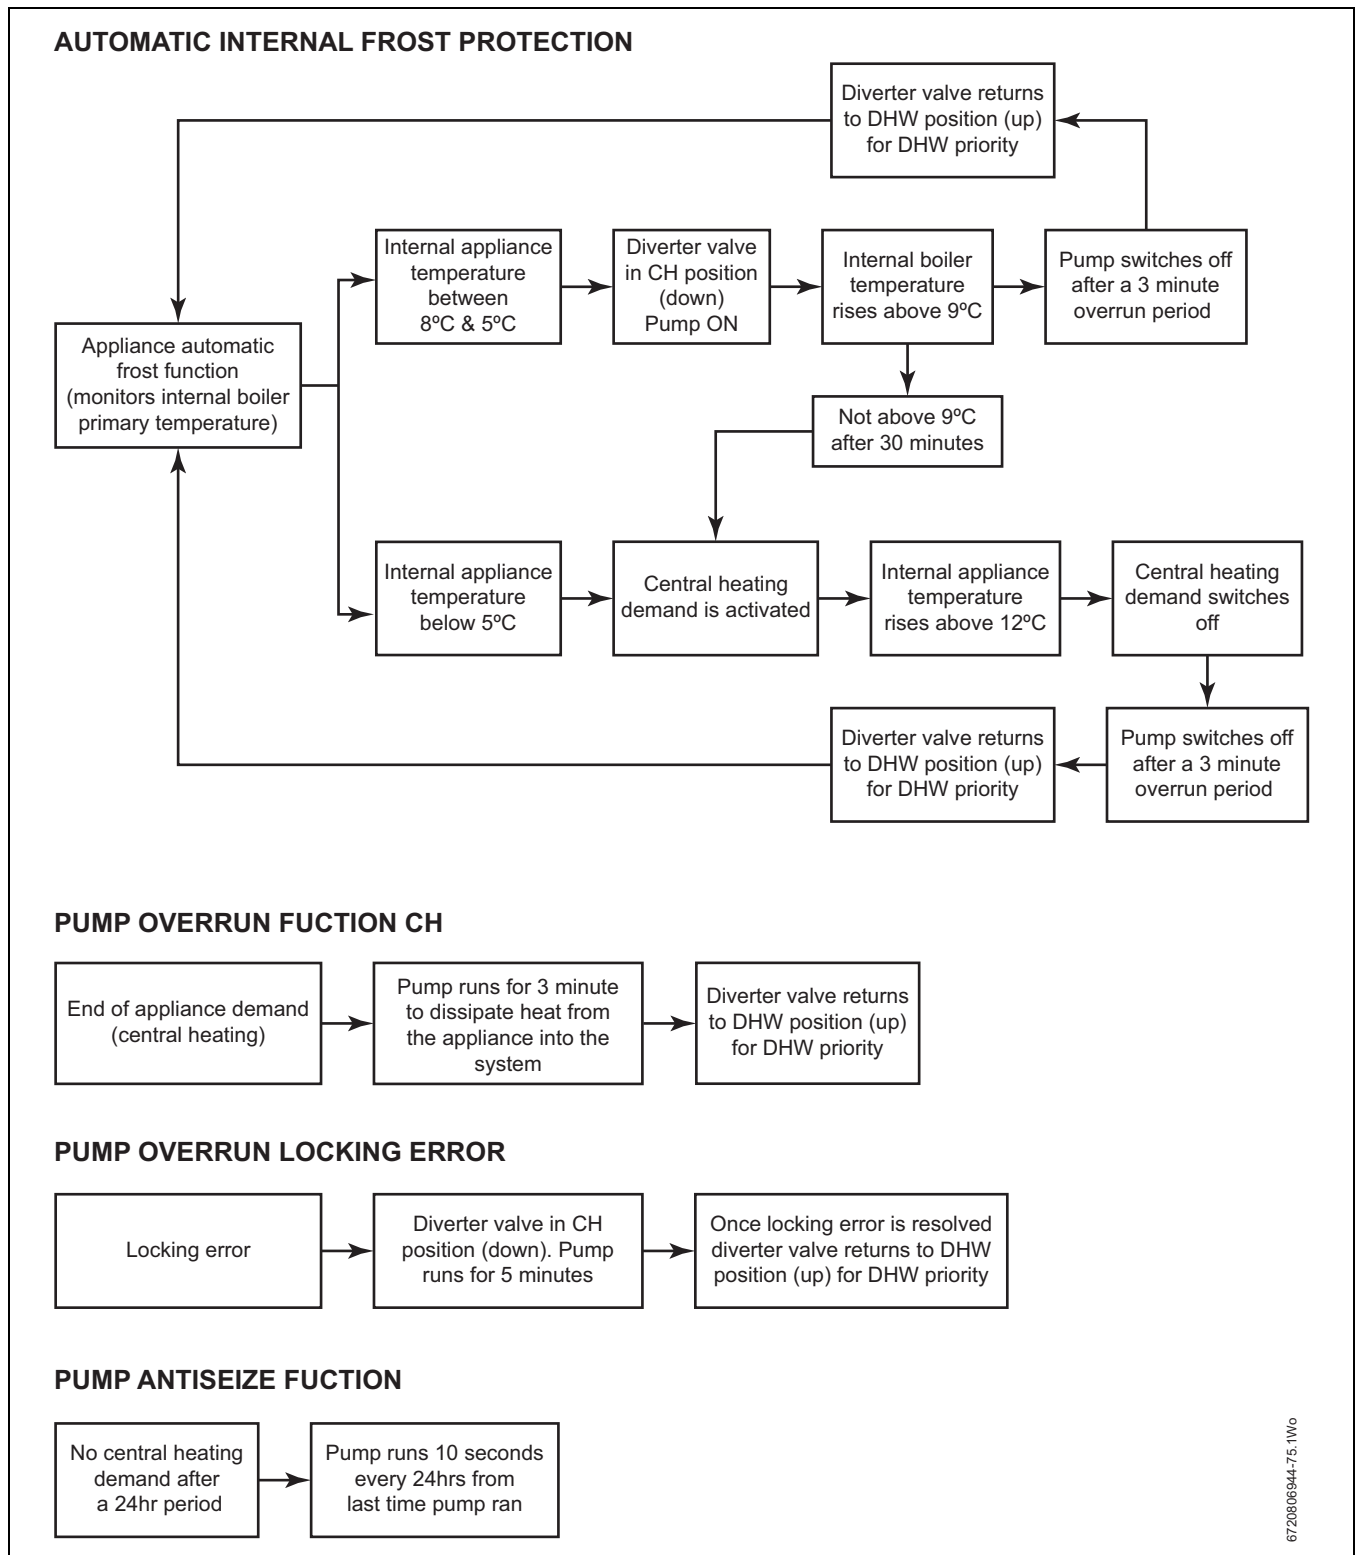 AUTOMATIC INTERNAL FROST PROTECTION
Diverter valve returns
to DHW position (up)
for DHW priority
Internal appliance
temperature
between
8ºC & 5ºC
Diverter valve
in CH position
(down)
Pump ON
Internal boiler
temperature
rises above 9ºC
Pump switches off
after a 3 minute
overrun period
Appliance automatic
frost function
(monitors internal boiler
primary temperature)
Not above 9ºC
after 30 minutes
Internal appliance
temperature
below 5ºC
Central heating
demand is activated
Internal appliance
temperature
rises above 12ºC
Central heating
demand switches
off
Diverter valve returns
to DHW position (up)
for DHW priority
Pump switches off
after a 3 minute
overrun period
PUMP OVERRUN FUCTION CH
End of appliance demand
(central heating)
Pump runs for 3 minute
to dissipate heat from
the appliance into the
system
Diverter valve returns
to DHW position (up)
for DHW priority
PUMP OVERRUN LOCKING ERROR
Locking error
Diverter valve in CH
position (down). Pump
runs for 5 minutes
Once locking error is resolved
diverter valve returns to DHW
position (up) for DHW priority
PUMP ANTISEIZE FUCTION
No central heating
demand after
a 24hr period
Pump runs 10 seconds
every 24hrs from
last time pump ran
6720806944-75.1Wo